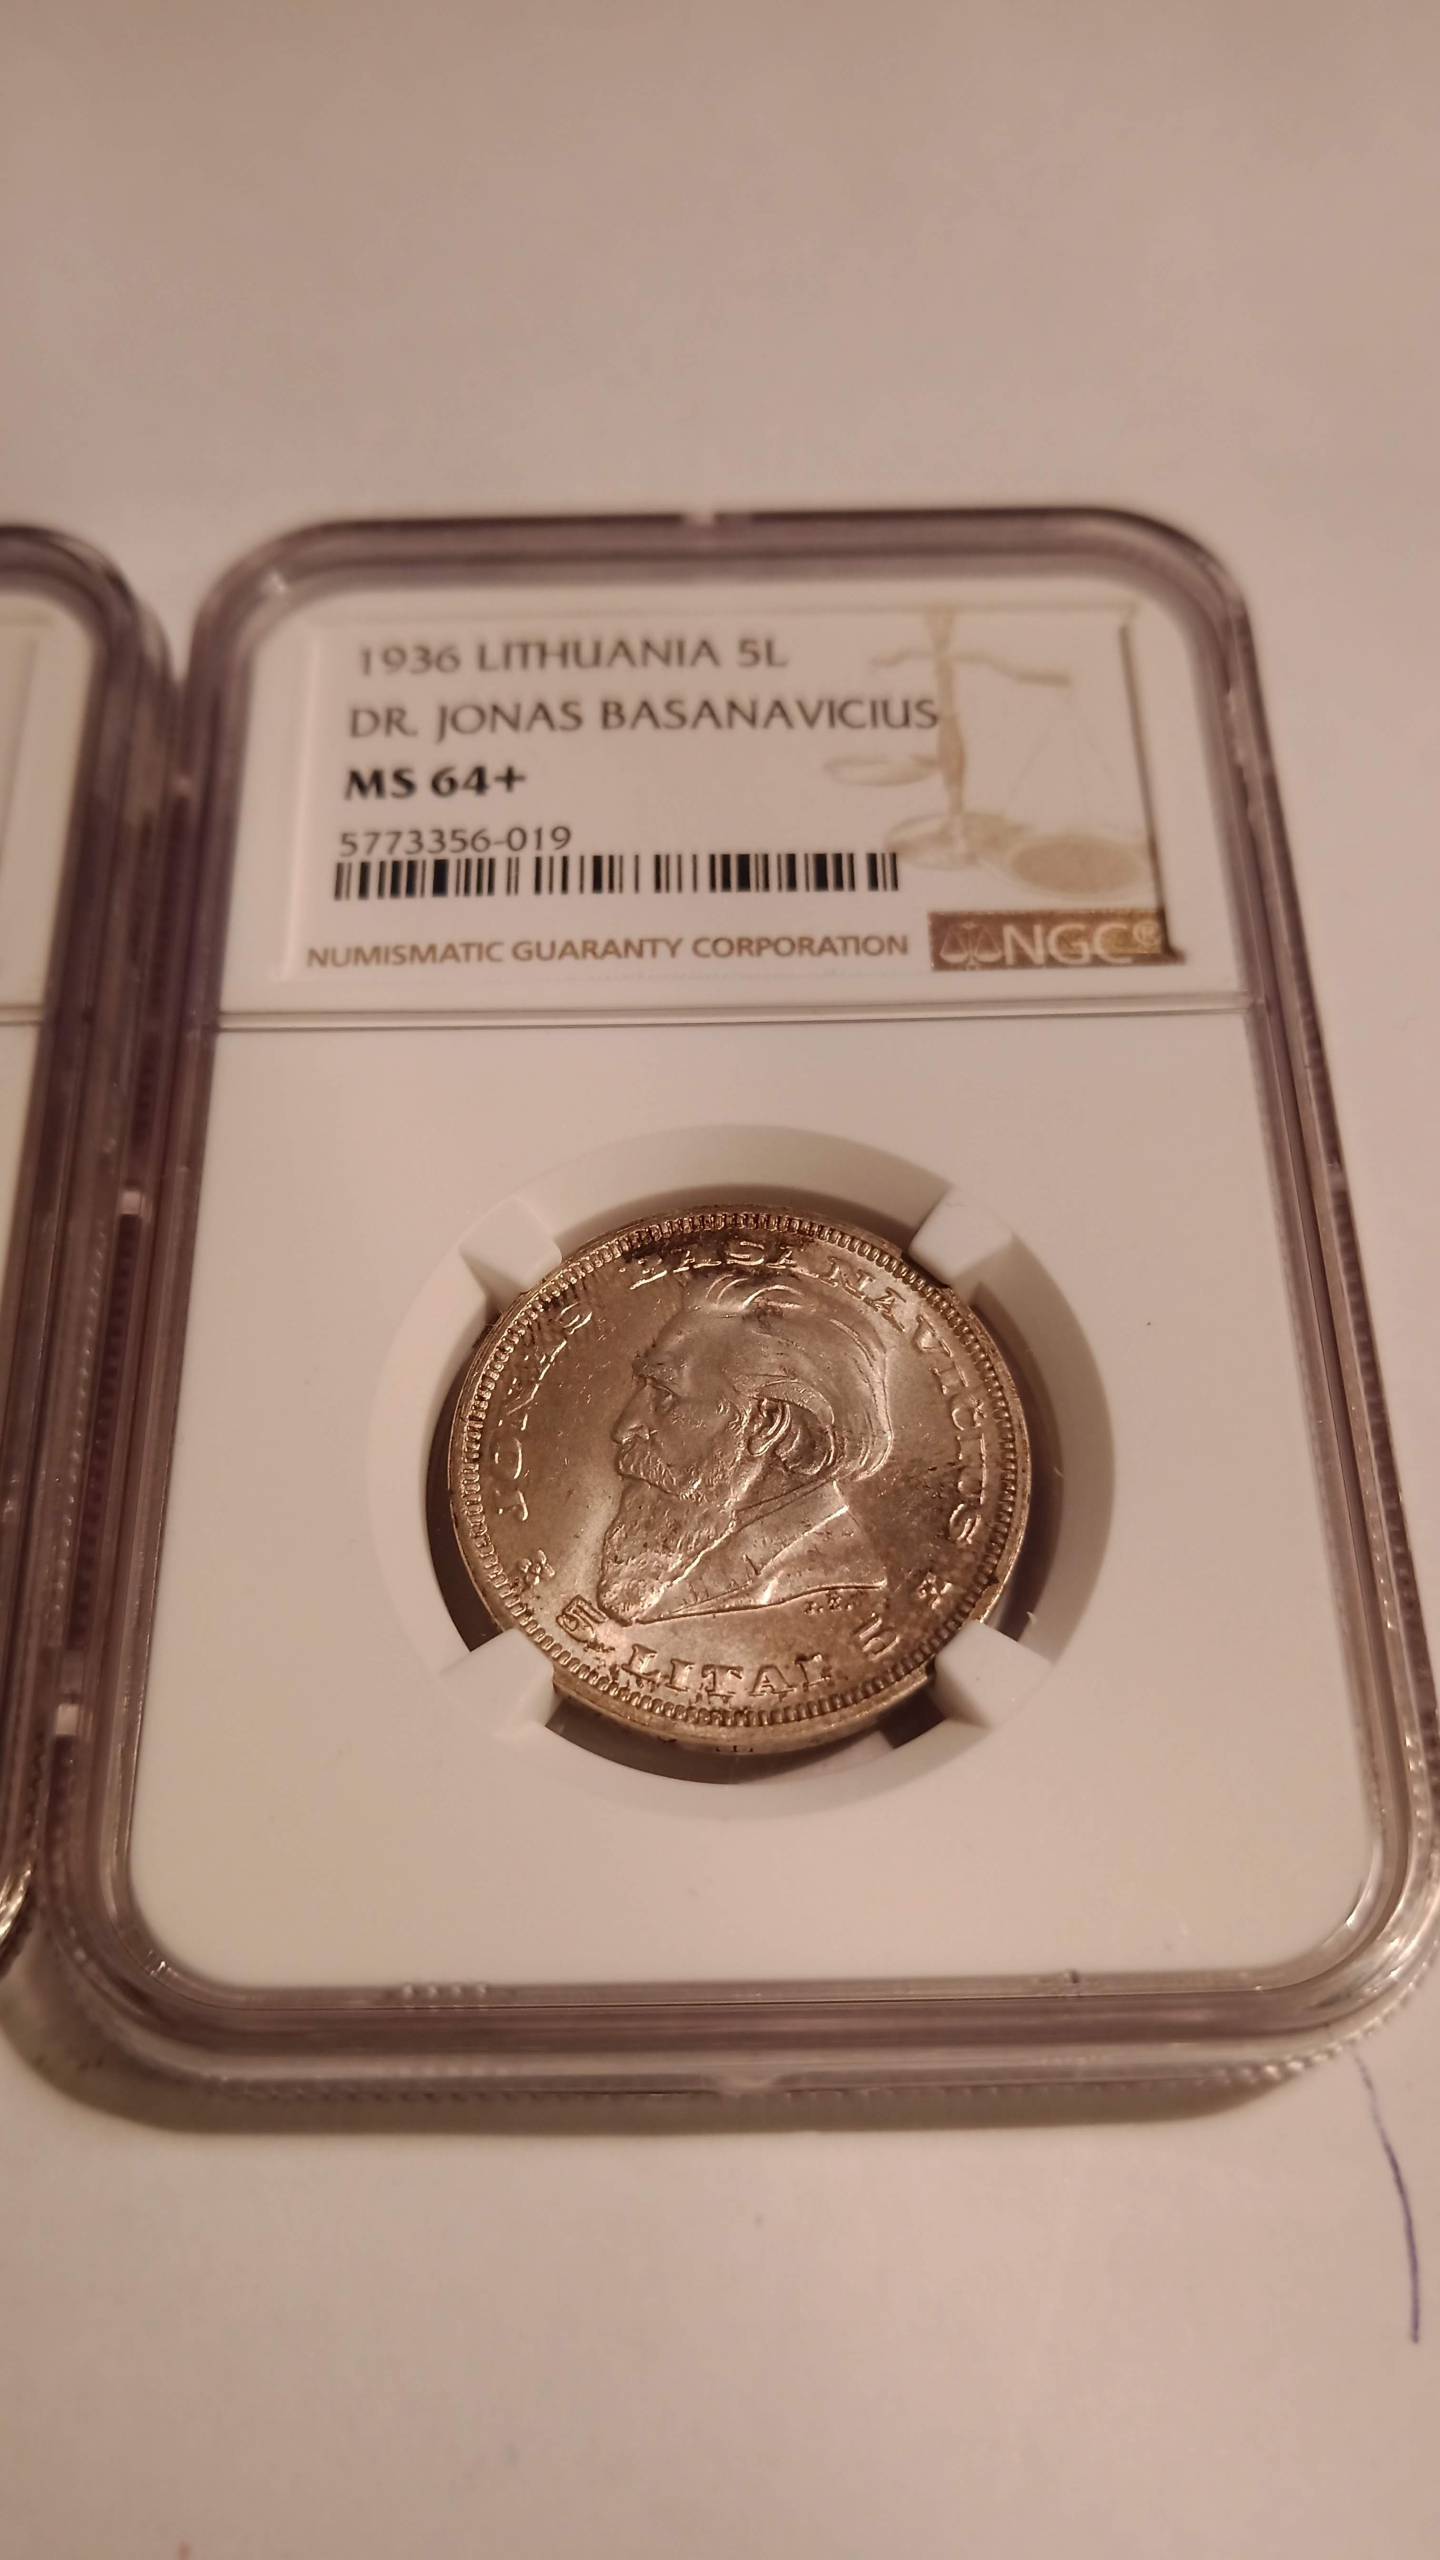 1936 LITHUANIA 5L
DR. JONAS BASANAVICIUS
MS 64+
5773356-019
NUMISMATIC GUARANTY CORPORATION NGC®
JONAS BASANAVIČIUS
5 LITAI 5